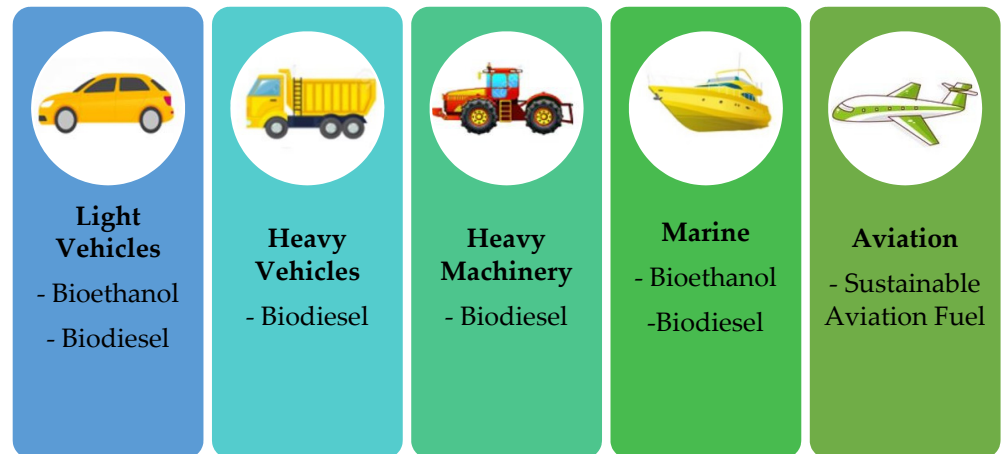 Light
Vehicles
- Bioethanol
- Biodiesel
Heavy
Vehicles
- Biodiesel
Heavy
Machinery
- Biodiesel
Marine
- Bioethanol
-Biodiesel
Aviation
- Sustainable
Aviation Fuel